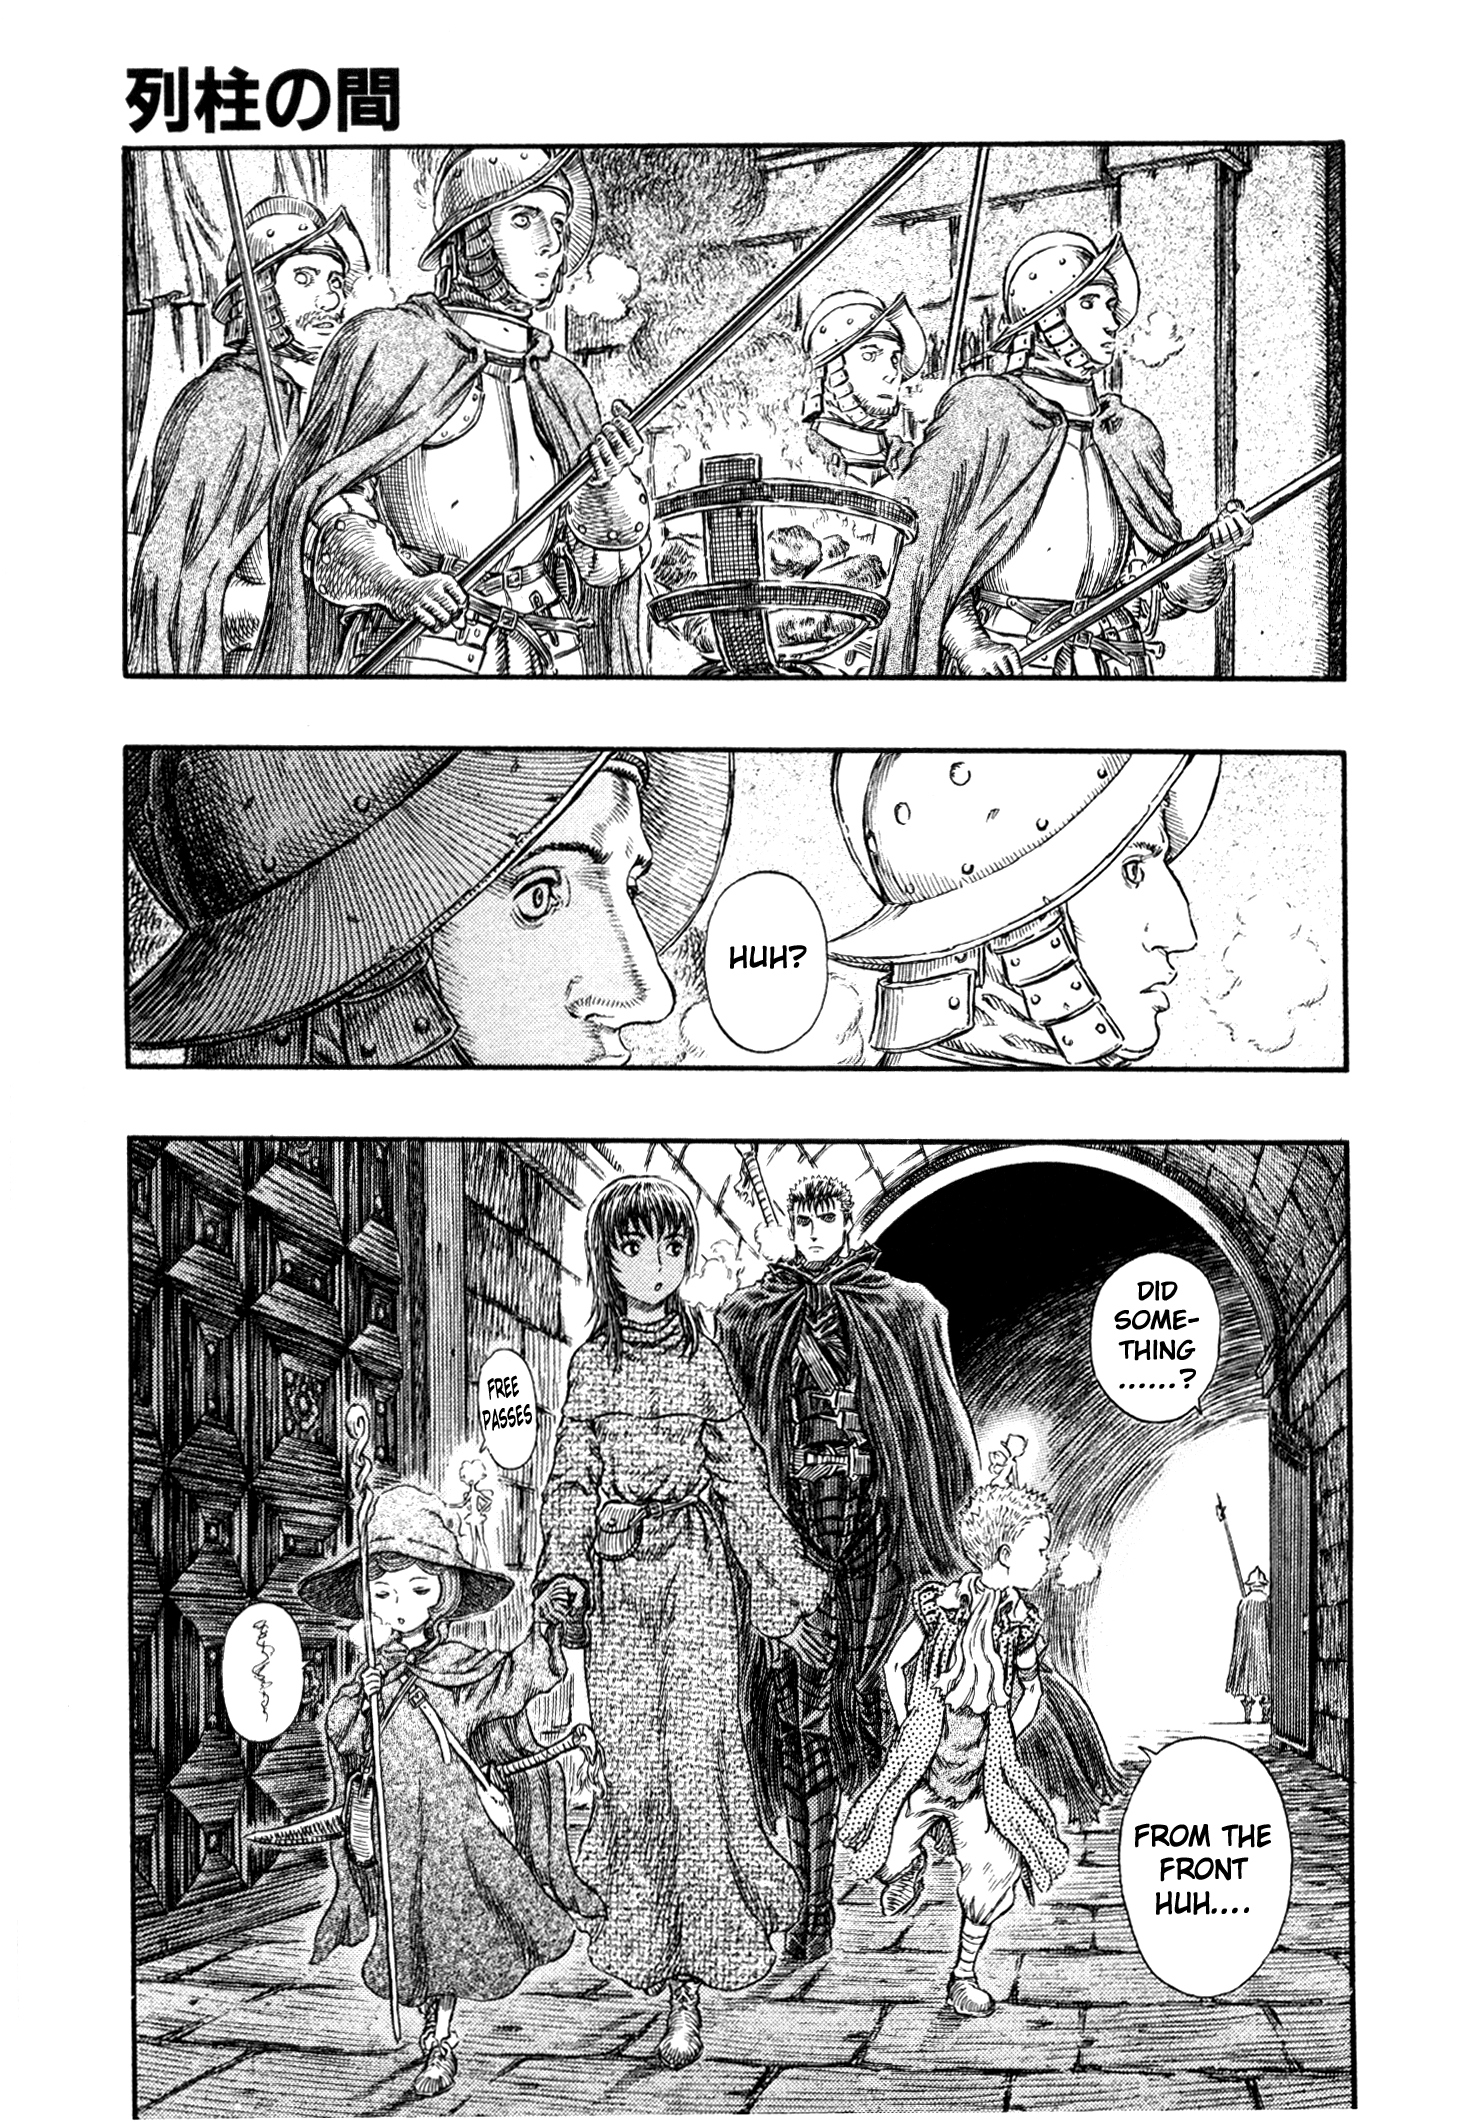 列柱の間
HUH?
DID
SOME-
THING
......?
FREE
PASSES
FROM THE
FRONT
HUH....